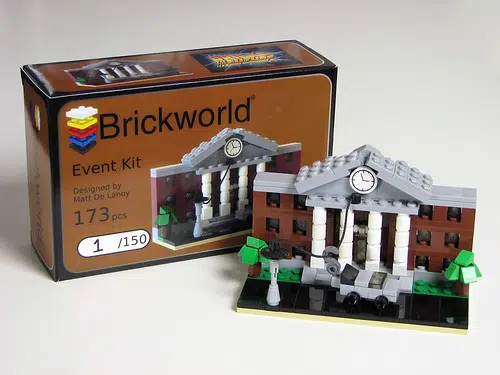 Brickworld®
Event Kit
Designed by
Matt De Lanoy
173 pcs
1 /150